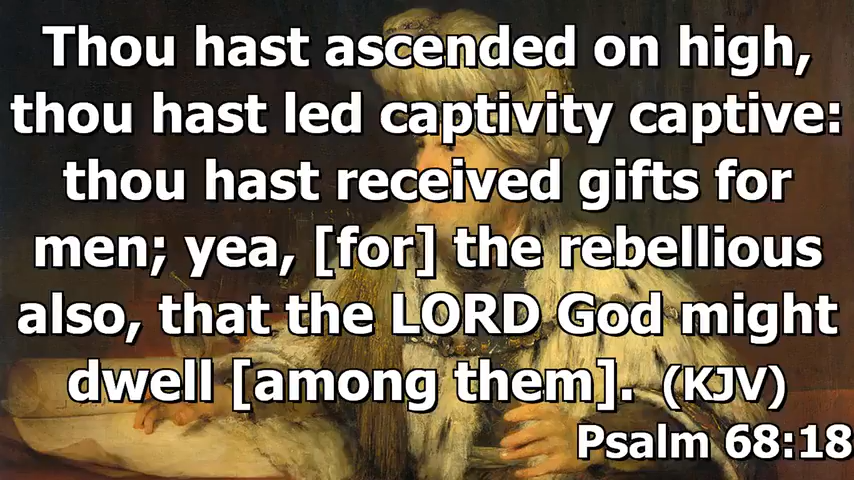 Thou hast ascended on high,
thou hast led captivity captive:
thou hast received gifts for
men; yea, [for] the rebellious
also, that the LORD God might
dwell [among them]. (KJV)
Psalm 68:18